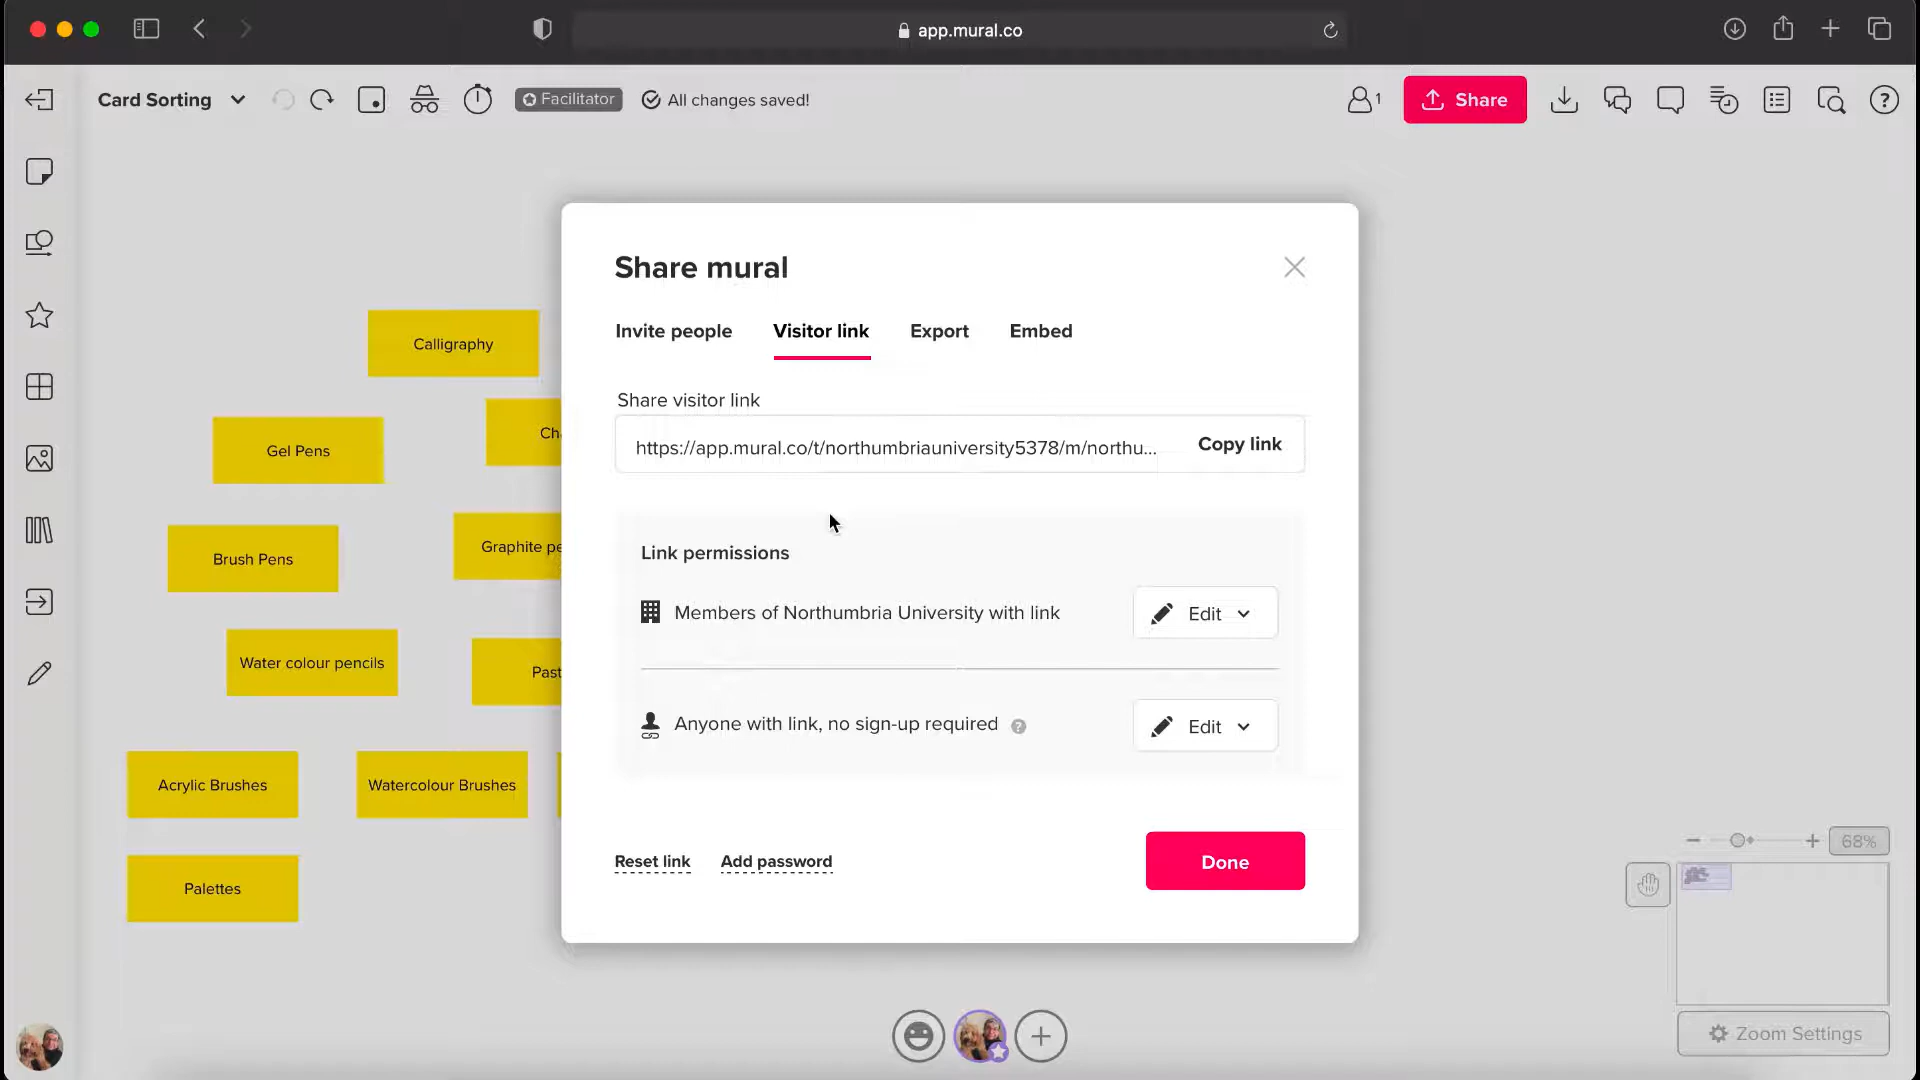 app.mural.co
Card Sorting
Facilitator
All changes saved!
1
Share
Share mural
Invite people
Visitor link
Export
Embed
Share visitor link
https://app.mural.co/t/northumbriauniversity5378/m/northu...
Copy link
Link permissions
Members of Northumbria University with link
Edit
Anyone with link, no sign-up required
?
Edit
Reset link
Add password
Done
Calligraphy
Gel Pens
Ch
Brush Pens
Graphite pe
Water colour pencils
Past
Acrylic Brushes
Watercolour Brushes
Palettes
68%
Zoom Settings